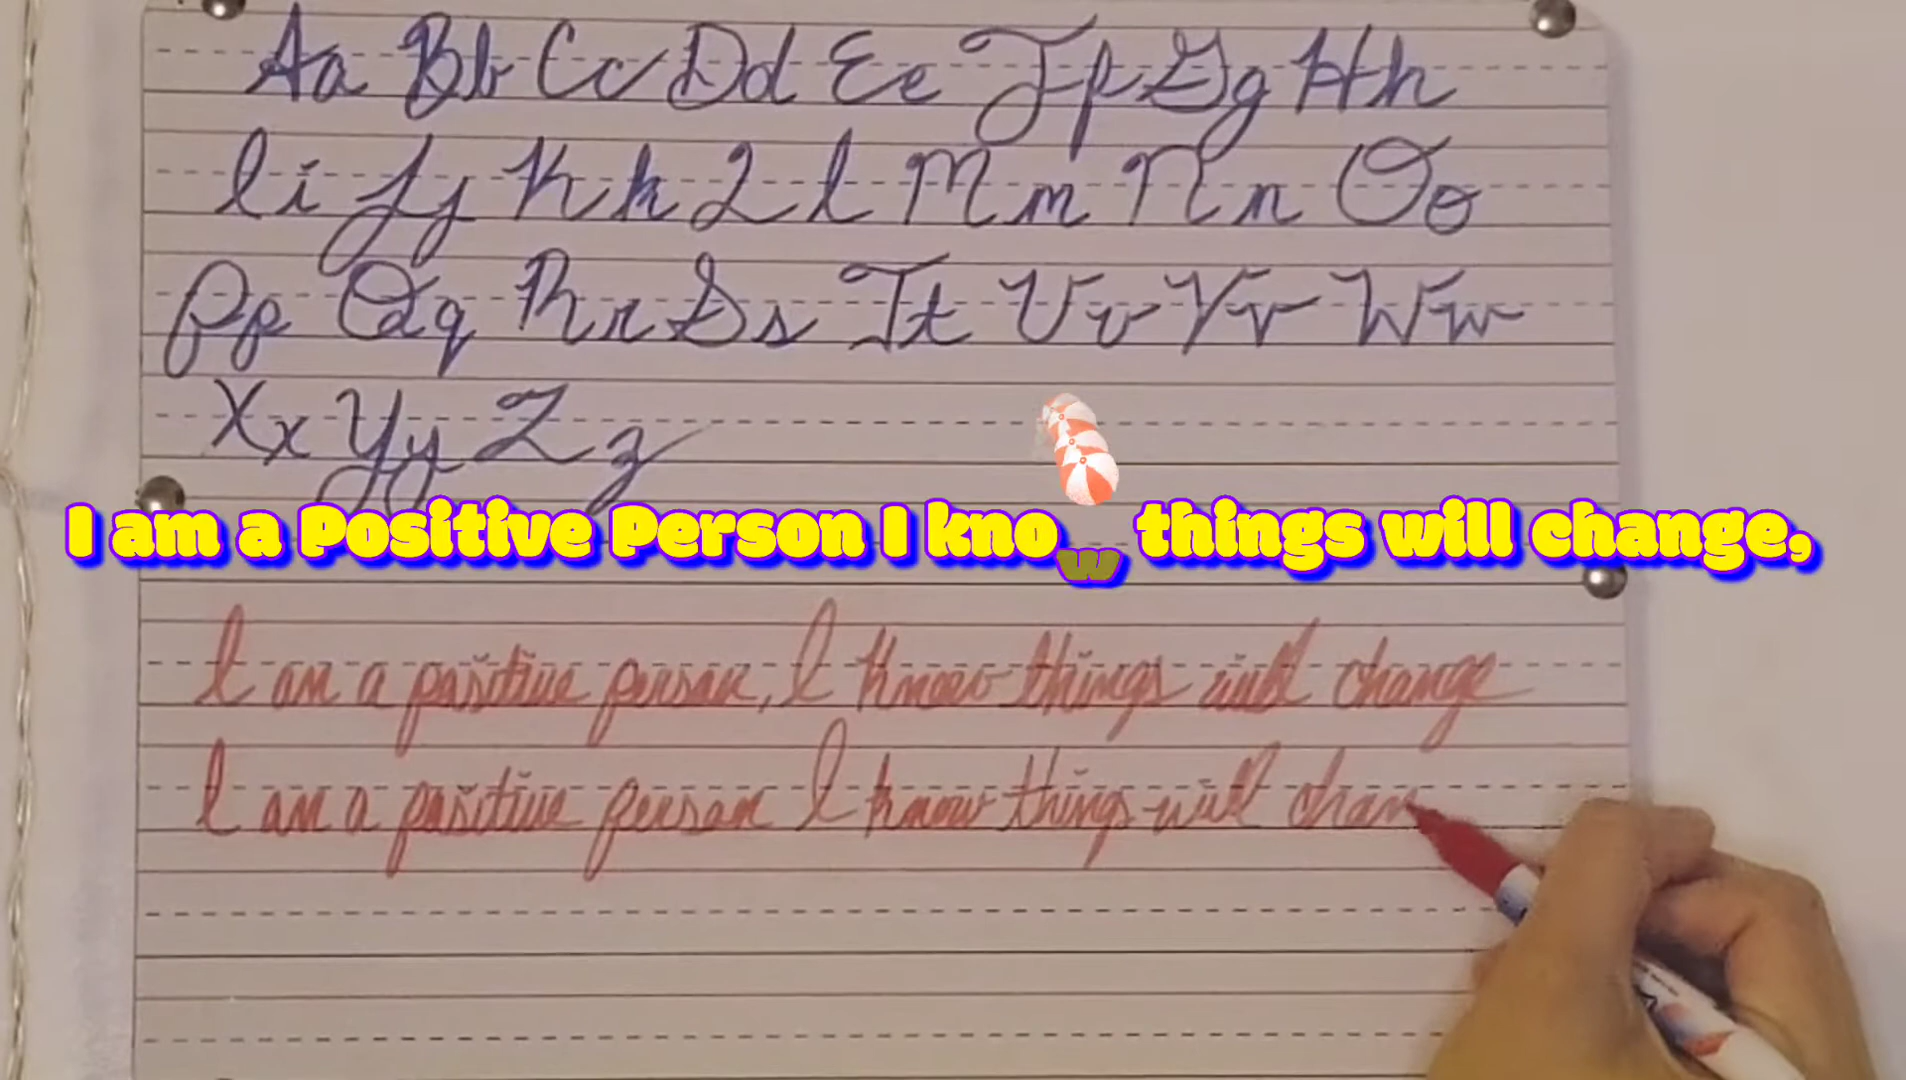 Aa Bb Cc Dd Ee Ff Gg Hh
Ii Jj Kk Ll Mm Nn Oo
Pp Qq Rr Ss Tt Uu Vv Ww
Xx Yy Zz
I am a Positive Person I know things will change,
I am a positive person, I know things will change
I am a positive person I know things will chan